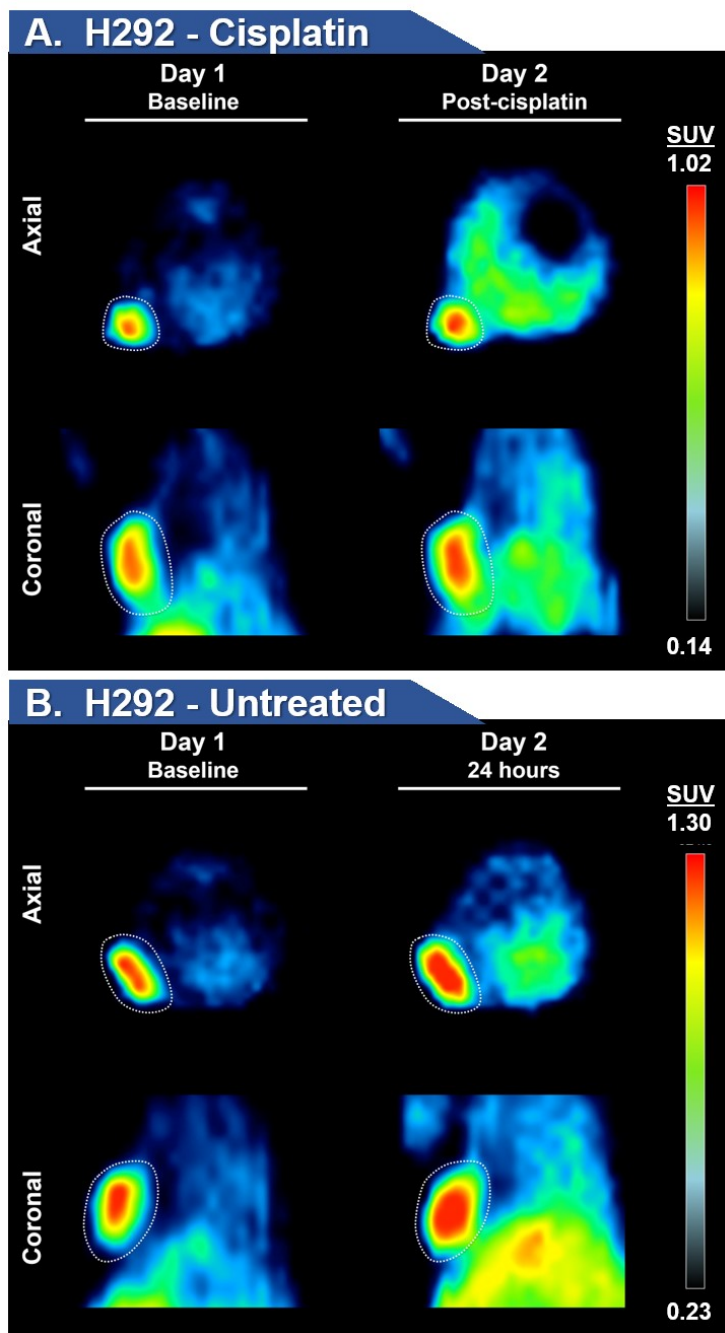 A. H292 - Cisplatin
Day 1
Baseline
Day 2
Post-cisplatin
SUV
1.02
Axial
Coronal
0.14
B. H292 - Untreated
Day 1
Baseline
Day 2
24 hours
SUV
1.30
Axial
Coronal
0.23